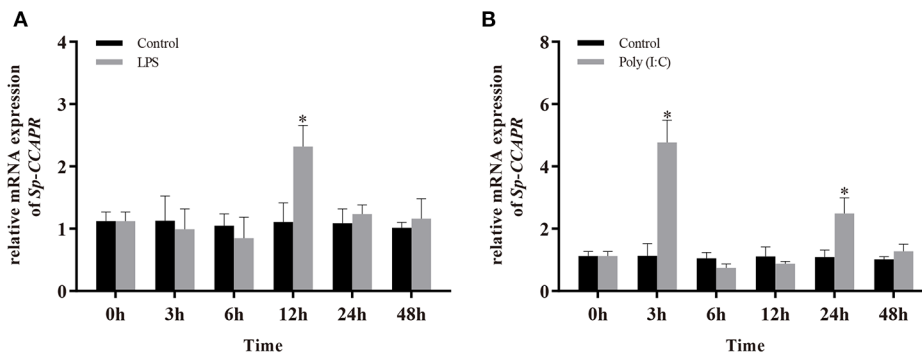 A
Control
LPS
relative mRNA expression
of Sp-CCAPR
4
3
2
1
0
*
0h 3h 6h 12h 24h 48h
Time
B
Control
Poly (I:C)
relative mRNA expression
of Sp-CCAPR
8
6
4
2
0
*
*
0h 3h 6h 12h 24h 48h
Time